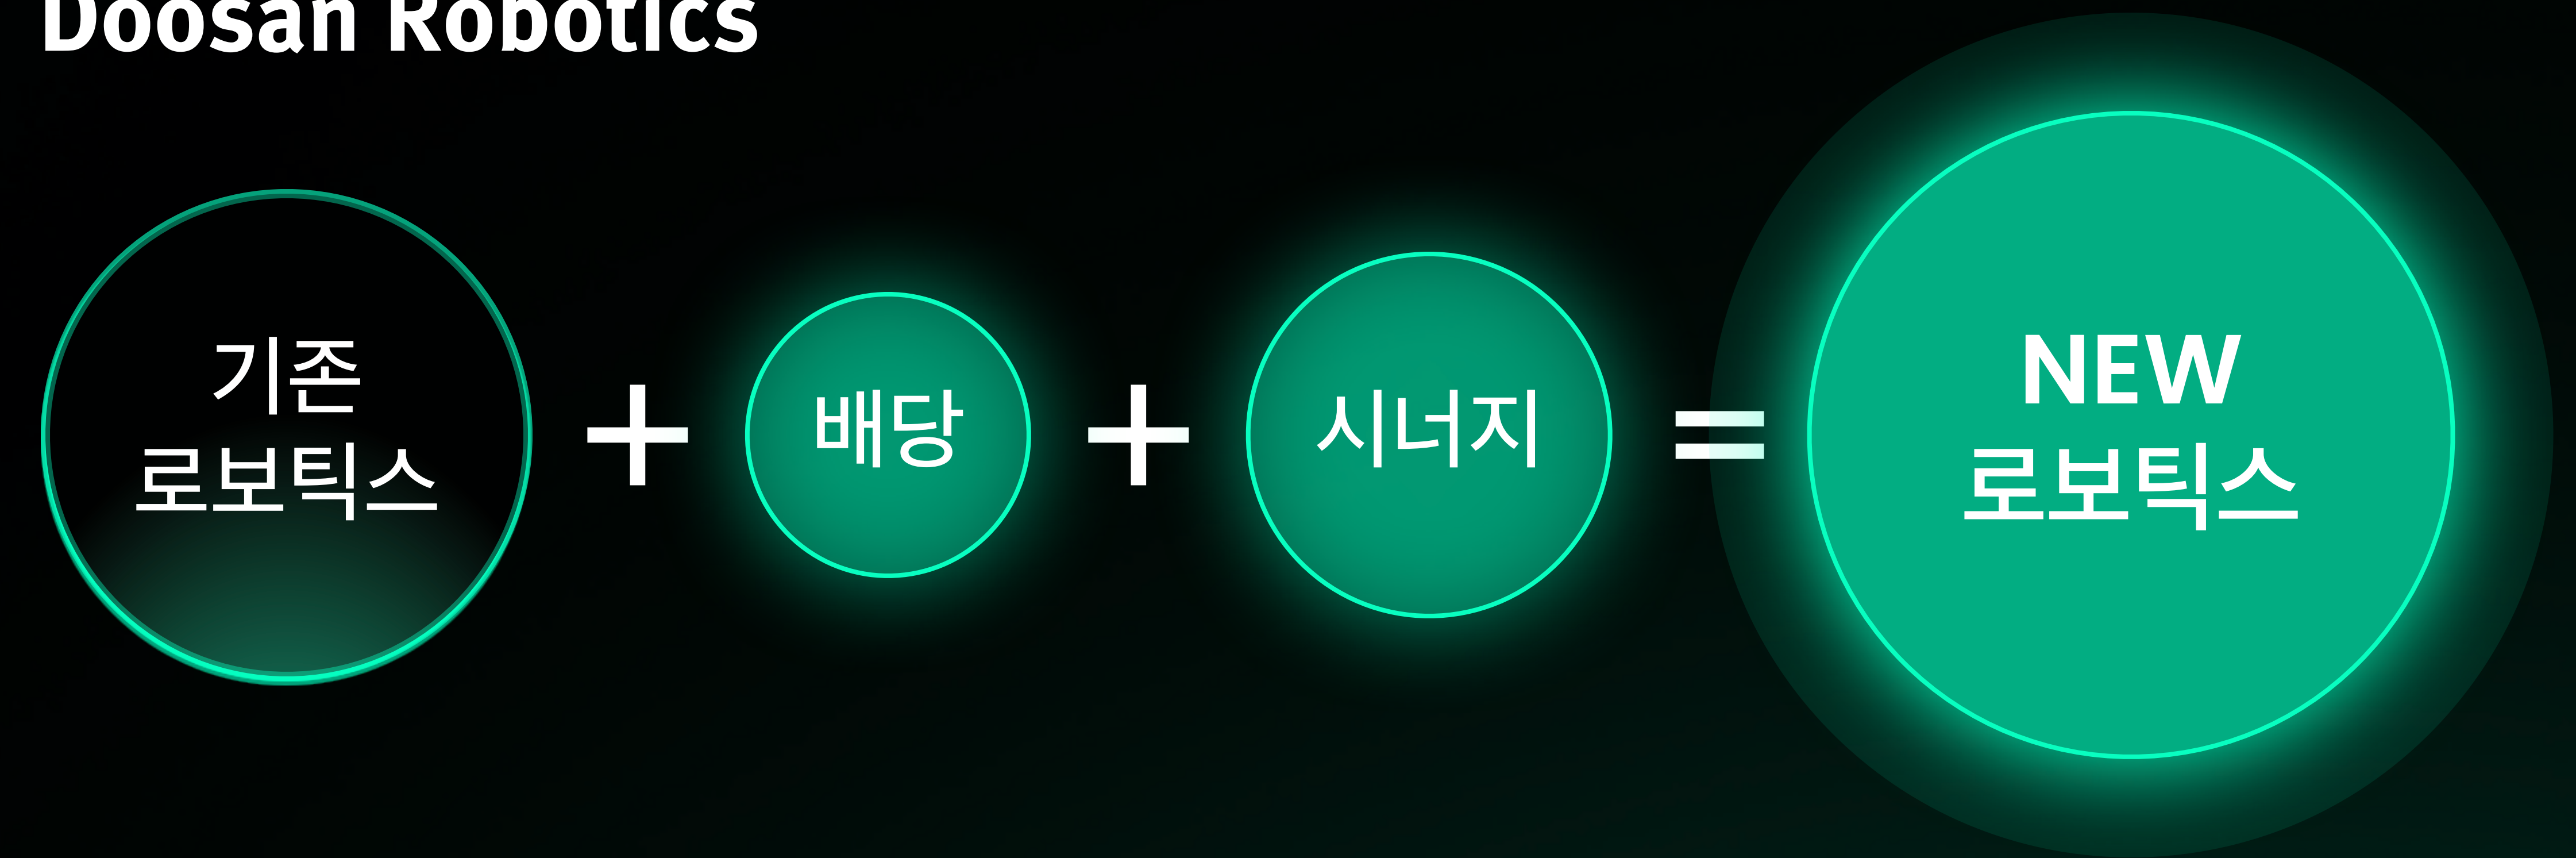 Doosan Robotics
기존
로보틱스
+
배당
+
시너지
=
NEW
로보틱스